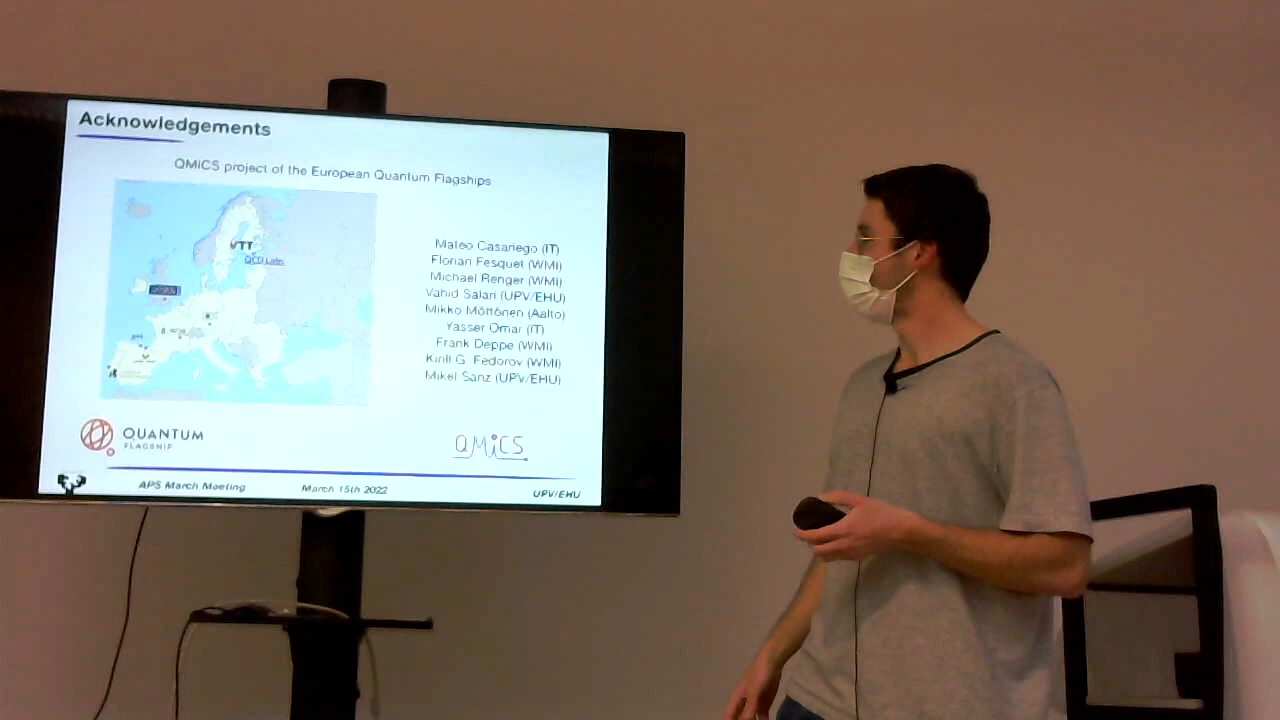 Acknowledgements
QMiCS project of the European Quantum Flagships
VTT
QCD Labs
Mateo Casariego (IT)
Florian Fesquet (WMI)
Michael Renger (WMI)
Vahid Salari (UPV/EHU)
Mikko Möttönen (Aalto)
Yasser Omar (IT)
Frank Deppe (WMI)
Kirill G. Fedorov (WMI)
Mikel Sanz (UPV/EHU)
QUANTUM
FLAGSHIP
QMiCS
APS March Meeting March 15th 2022 UPV/EHU